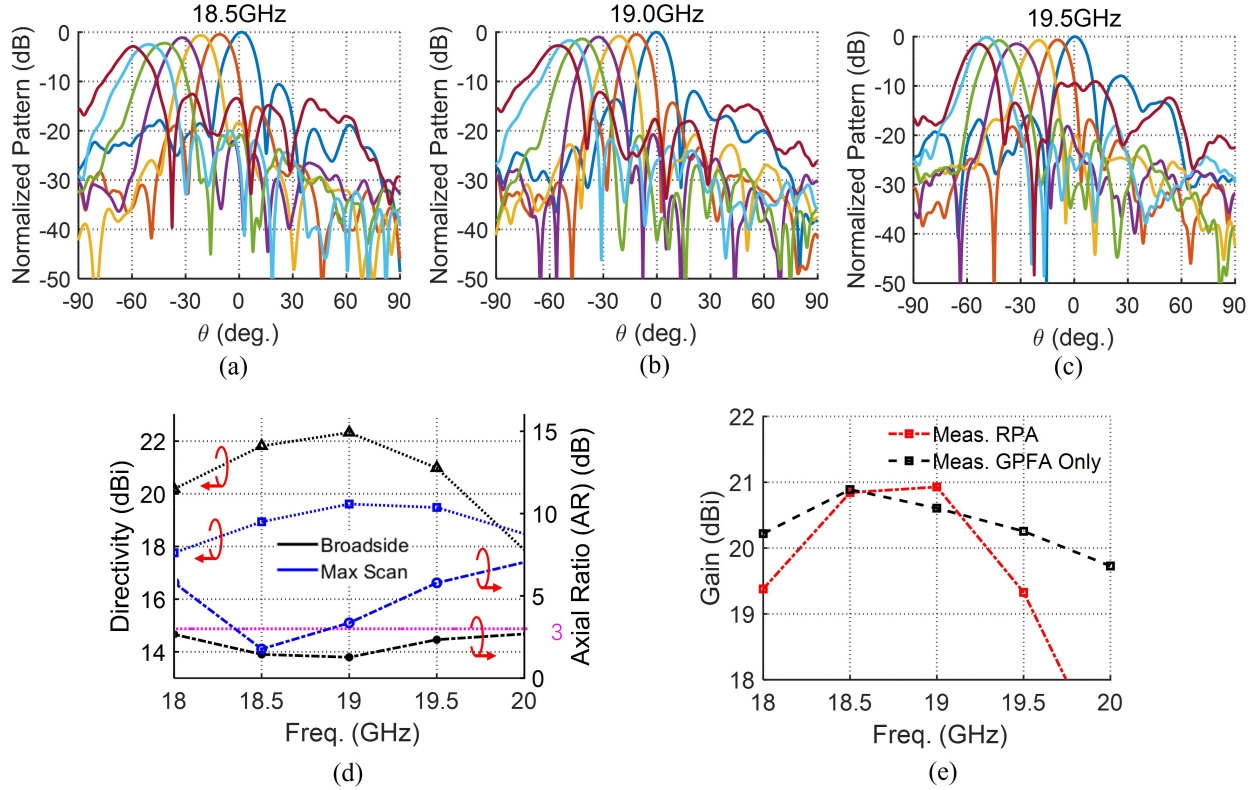 18.5GHz
Normalized Pattern (dB)
0
-10
-20
-30
-40
-50
-90 -60 -30 0 30 60 90
θ (deg.)
(a)
19.0GHz
Normalized Pattern (dB)
0
-10
-20
-30
-40
-50
-90 -60 -30 0 30 60 90
θ (deg.)
(b)
19.5GHz
Normalized Pattern (dB)
0
-10
-20
-30
-40
-50
-90 -60 -30 0 30 60 90
θ (deg.)
(c)
Directivity (dBi)
22
20
18
16
14
Broadside
Max Scan
15
10
5
3
0
Axial Ratio (AR) (dB)
18 18.5 19 19.5 20
Freq. (GHz)
(d)
Gain (dBi)
22
21
20
19
18
Meas. RPA
Meas. GPFA Only
18 18.5 19 19.5 20
Freq. (GHz)
(e)